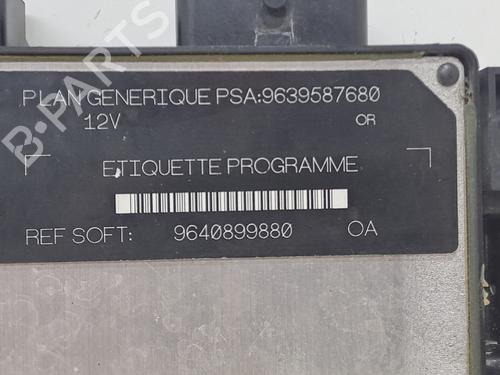 PLAN GENERIQUE PSA:9639587680
12V OR
ETIQUETTE PROGRAMME
REF SOFT: 9640899880 OA
B-PARTS